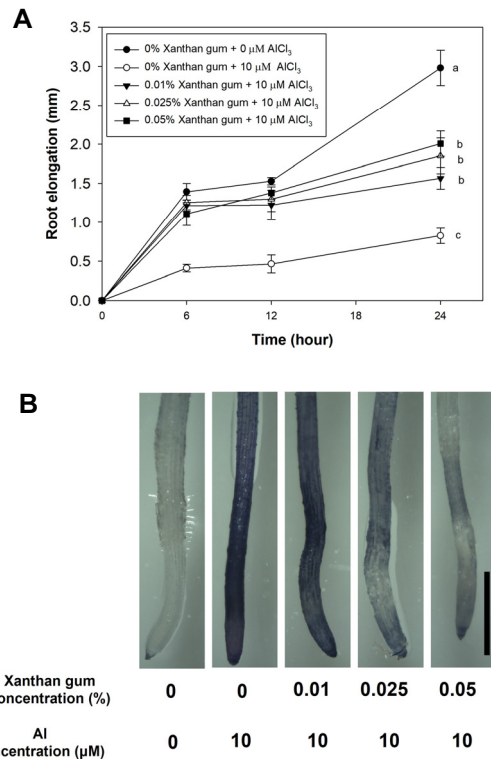 A
0% Xanthan gum + 0 μM AlCl₃
0% Xanthan gum + 10 μM AlCl₃
0.01% Xanthan gum + 10 μM AlCl₃
0.025% Xanthan gum + 10 μM AlCl₃
0.05% Xanthan gum + 10 μM AlCl₃
Root elongation (mm)
3.5
3.0
2.5
2.0
1.5
1.0
0.5
0.0
a
b
b
b
c
0 6 12 18 24
Time (hour)
B
Xanthan gum
oncentration (%) 0 0 0.01 0.025 0.05
Al
centration (μM) 0 10 10 10 10